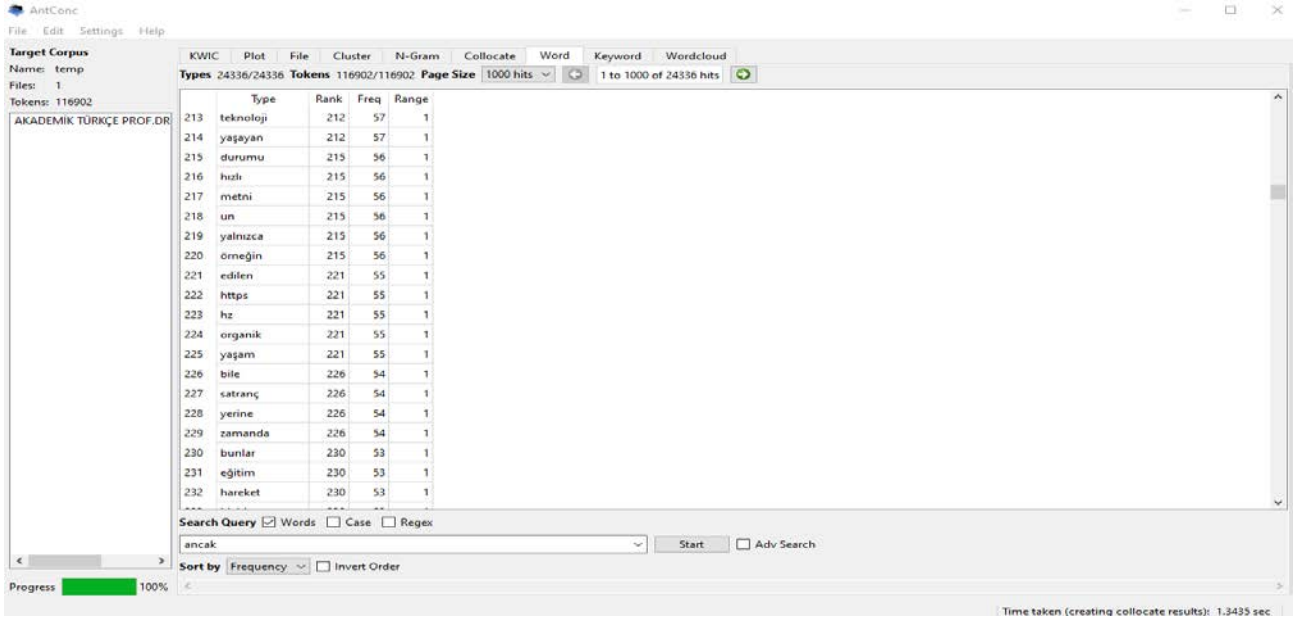 AntConc
File Edit Settings Help
Target Corpus
Name: temp
Files: 1
Tokens: 116902
AKADEMİK TÜRKÇE PROF.DR
KWIC Plot File Cluster N-Gram Collocate Word Keyword Wordcloud
Types 24336/24336 Tokens 116902/116902 Page Size 1000 hits 1 to 1000 of 24336 hits
Type Rank Freq Range
213 teknoloji 212 57 1
214 yaşayan 212 57 1
215 durumu 215 56 1
216 hızlı 215 56 1
217 metni 215 56 1
218 un 215 56 1
219 yalnızca 215 56 1
220 örneğin 215 56 1
221 edilen 221 55 1
222 https 221 55 1
223 hz 221 55 1
224 organik 221 55 1
225 yaşam 221 55 1
226 bile 226 54 1
227 satranç 226 54 1
228 yerine 226 54 1
229 zamanda 226 54 1
230 bunlar 230 53 1
231 eğitim 230 53 1
232 hareket 230 53 1
Search Query Words Case Regex
ancak Start Adv Search
Sort by Frequency Invert Order
Progress 100%
Time taken (creating collocate results): 1.3435 sec